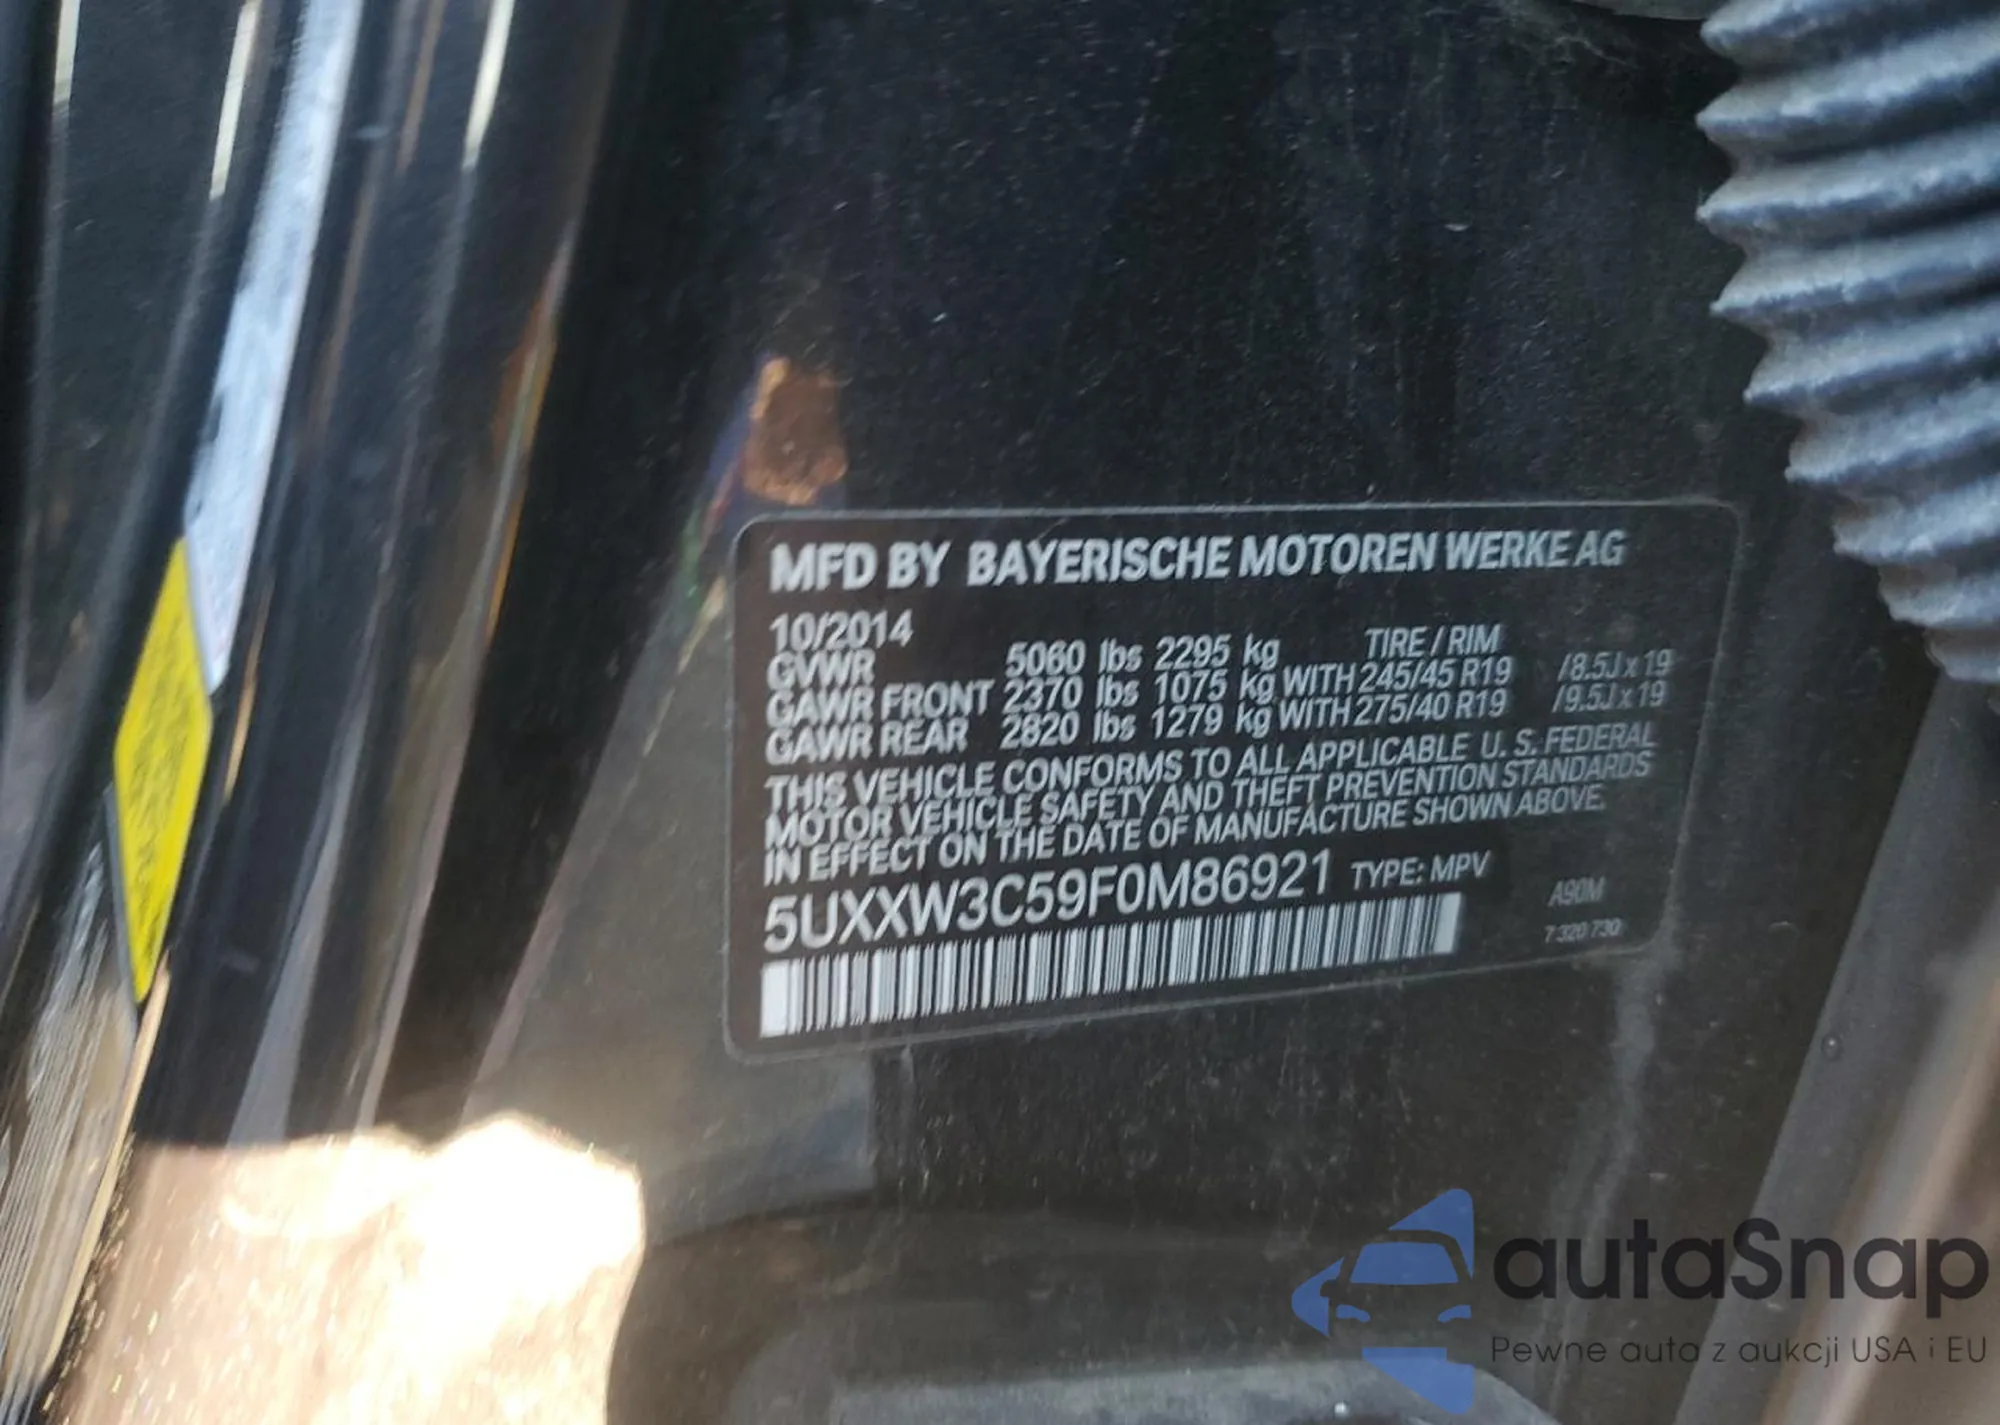 MFD BY BAYERISCHE MOTOREN WERKE AG
10/2014
GVWR 5060 lbs 2295 kg TIRE / RIM
GAWR FRONT 2370 lbs 1075 kg WITH 245/45 R19 /8.5J x 19
GAWR REAR 2820 lbs 1279 kg WITH 275/40 R19 /9.5J x 19
THIS VEHICLE CONFORMS TO ALL APPLICABLE U. S. FEDERAL
MOTOR VEHICLE SAFETY AND THEFT PREVENTION STANDARDS
IN EFFECT ON THE DATE OF MANUFACTURE SHOWN ABOVE.
5UXXW3C59F0M86921 TYPE: MPV
A90M
7 320 730
autaSnap
Pewne auta z aukcji USA i EU